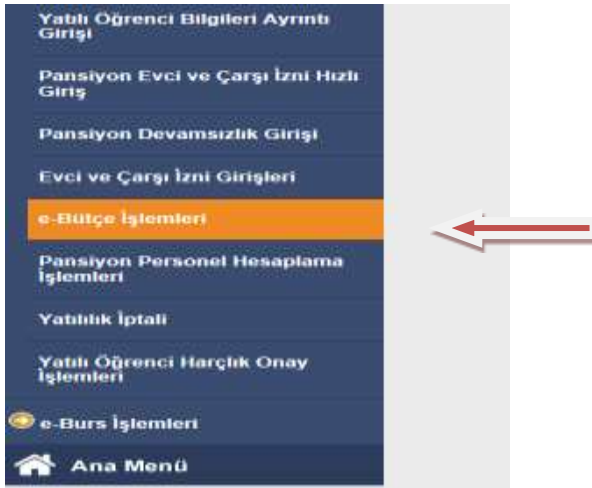 Yatılı Öğrenci Bilgileri Ayrıntı
Girişi
Pansiyon Evci ve Çarşı İzni Hızlı
Giriş
Pansiyon Devamsızlık Girişi
Evci ve Çarşı İzni Girişleri
e-Bütçe İşlemleri
Pansiyon Personel Hesaplama
İşlemleri
Yatılılık İptali
Yatılı Öğrenci Harçlık Onay
İşlemleri
e-Burs İşlemleri
Ana Menü